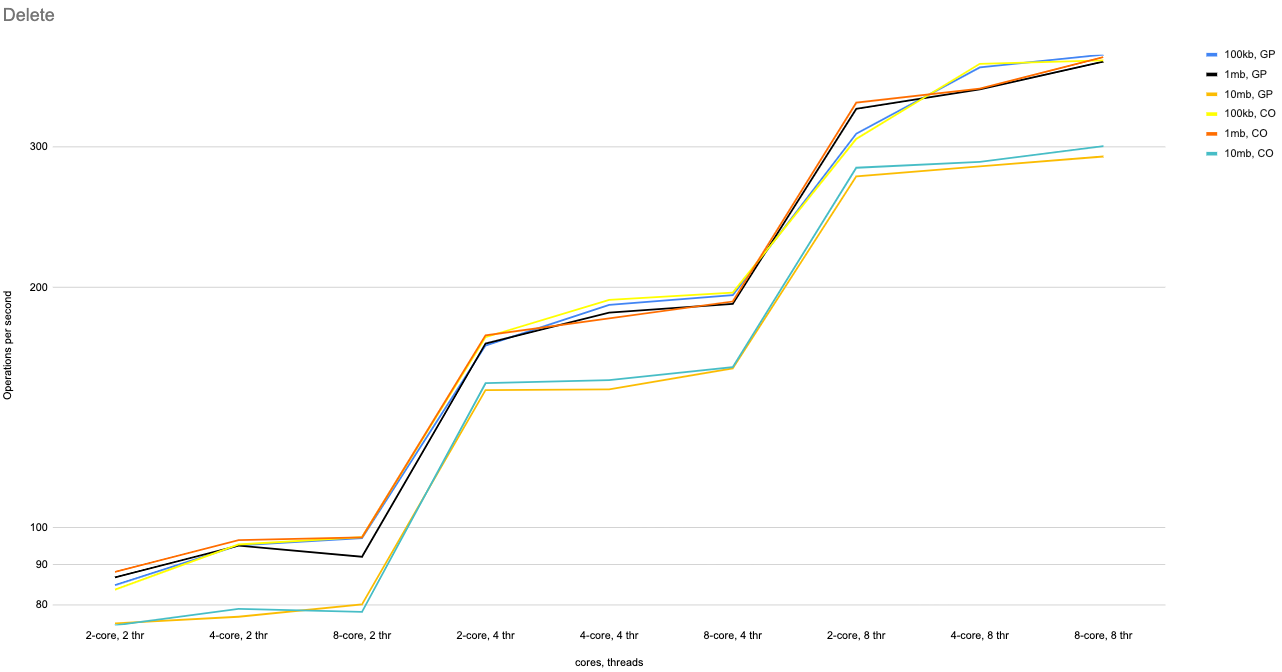 Delete
100kb, GP
1mb, GP
10mb, GP
100kb, CO
1mb, CO
10mb, CO
Operations per second
300
200
100
90
80
2-core, 2 thr
4-core, 2 thr
8-core, 2 thr
2-core, 4 thr
4-core, 4 thr
8-core, 4 thr
2-core, 8 thr
4-core, 8 thr
8-core, 8 thr
cores, threads